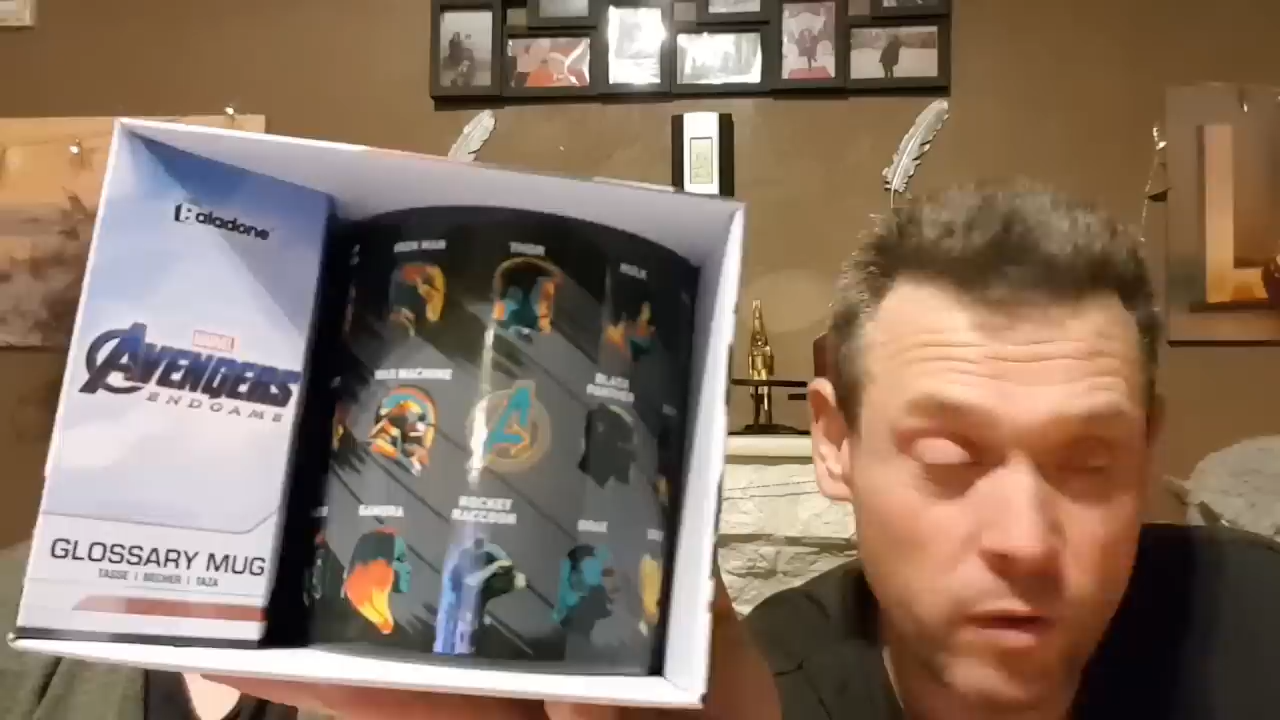 Paladone
MARVEL
AVENGERS
ENDGAME
GLOSSARY MUG
TASSE | BECHER | TAZA
IRON MAN
THOR
HULK
WAR MACHINE
BLACK
PANTHER
GAMORA
ROCKET
RACCOON
DRAX